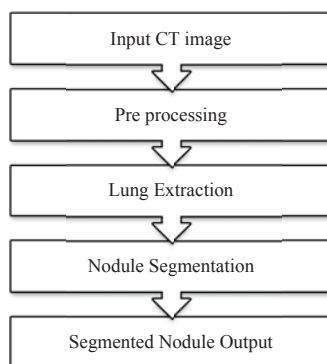 Input CT image
Pre processing
Lung Extraction
Nodule Segmentation
Segmented Nodule Output